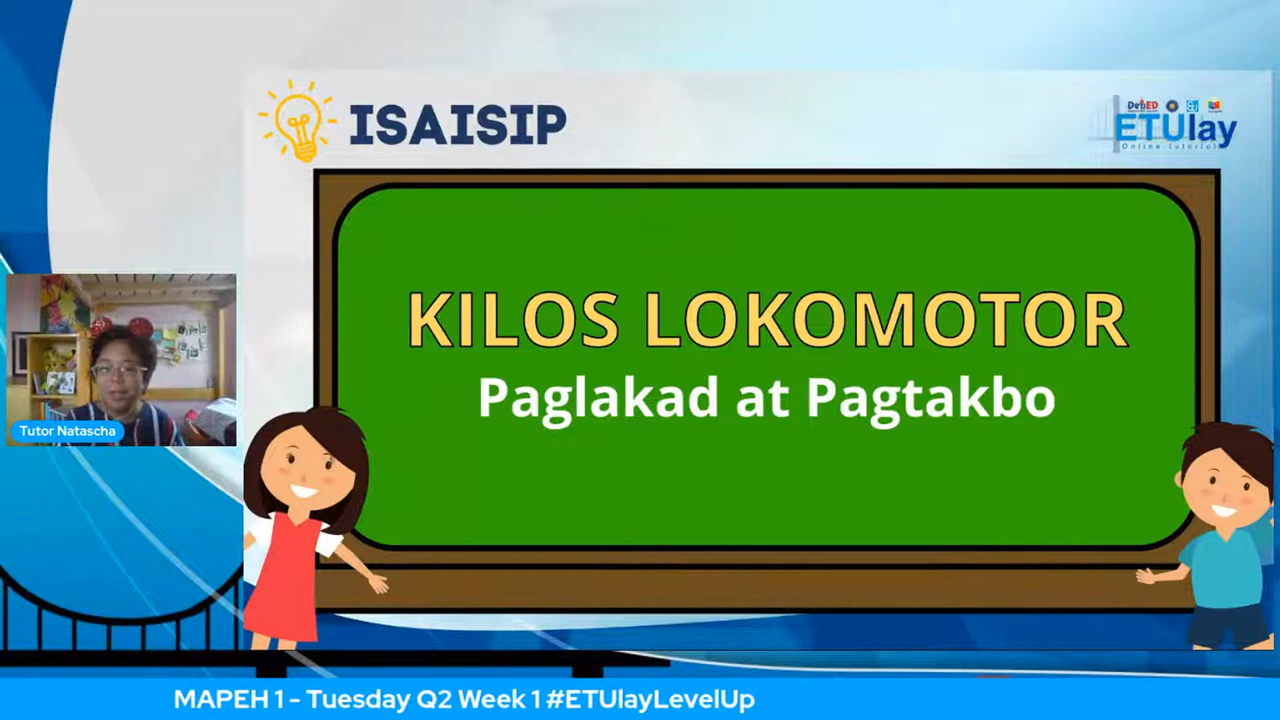 ISAISIP
DepED
ETUlay
Online Tutorial
KILOS LOKOMOTOR
Paglakad at Pagtakbo
Tutor Natascha
MAPEH 1 - Tuesday Q2 Week 1 #ETUlayLevelUp